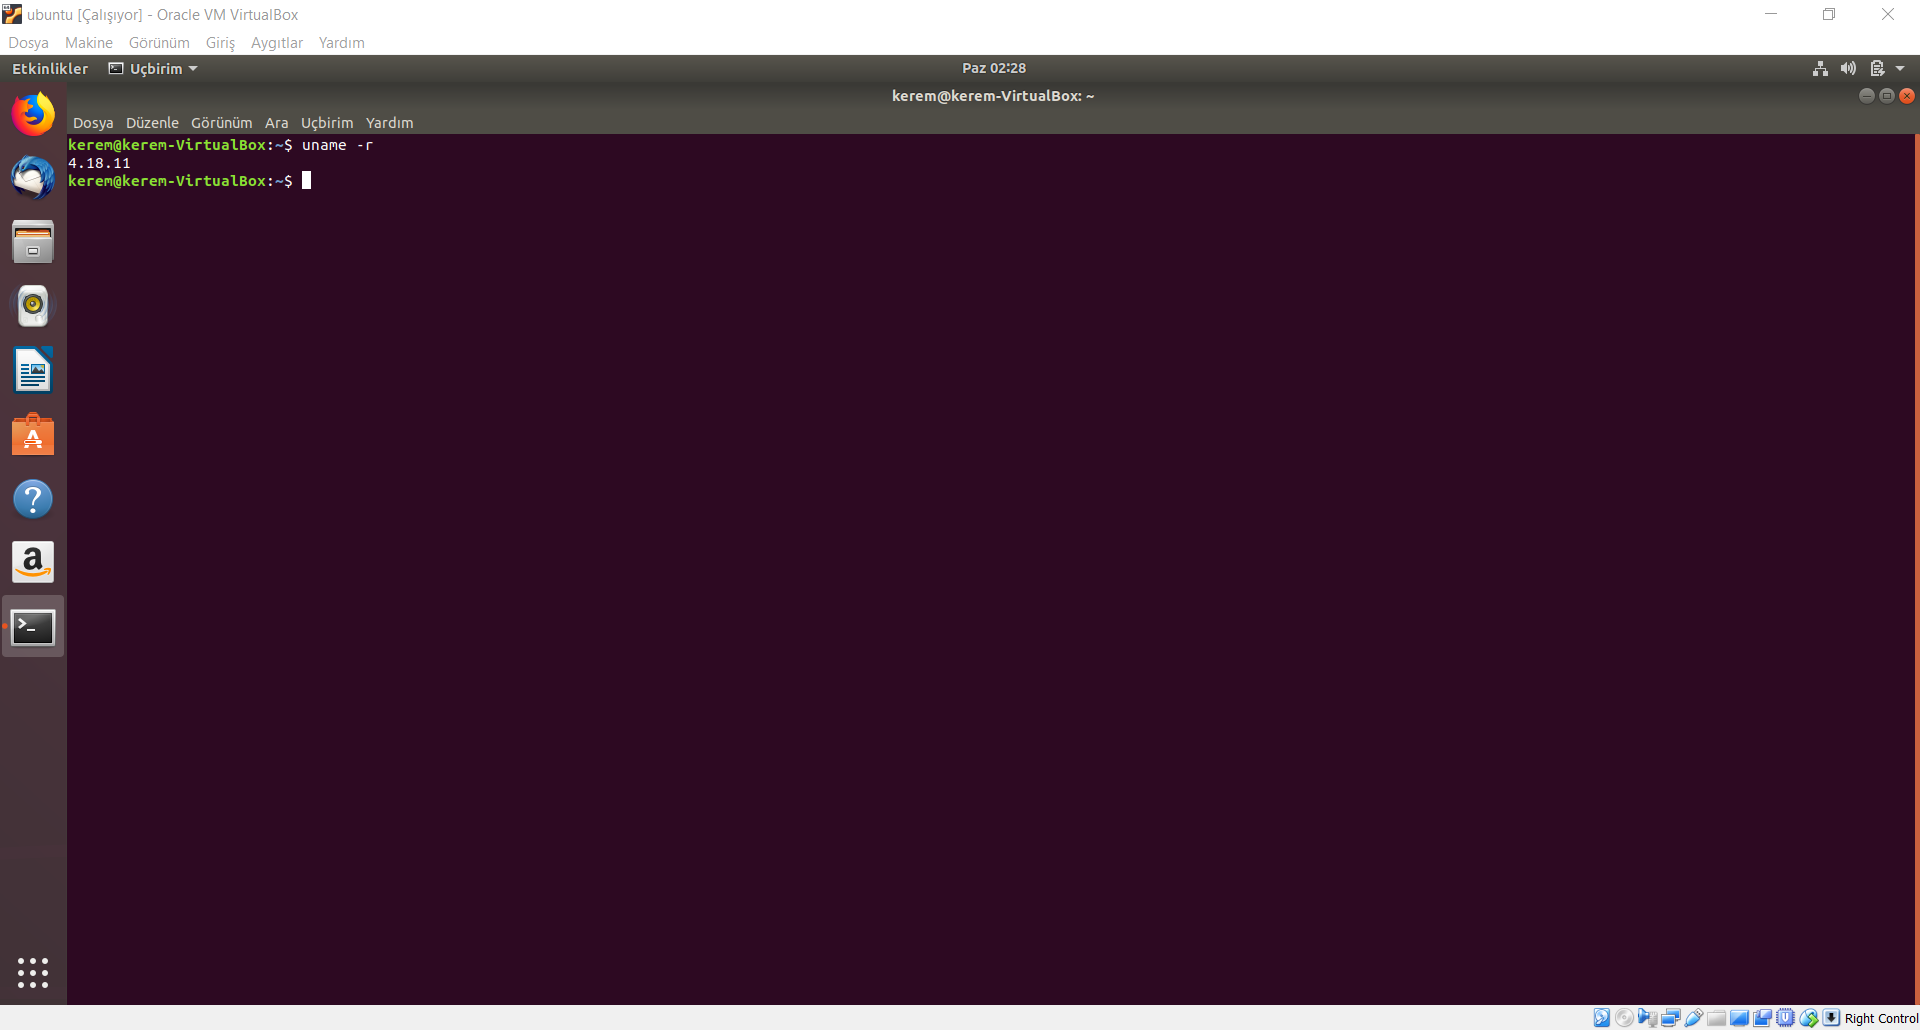 ubuntu [Çalışıyor] - Oracle VM VirtualBox
Dosya Makine Görünüm Giriş Aygıtlar Yardım
Etkinlikler Uçbirim Paz 02:28
kerem@kerem-VirtualBox: ~
Dosya Düzenle Görünüm Ara Uçbirim Yardım
kerem@kerem-VirtualBox:~$ uname -r
4.18.11
kerem@kerem-VirtualBox:~$
Right Control